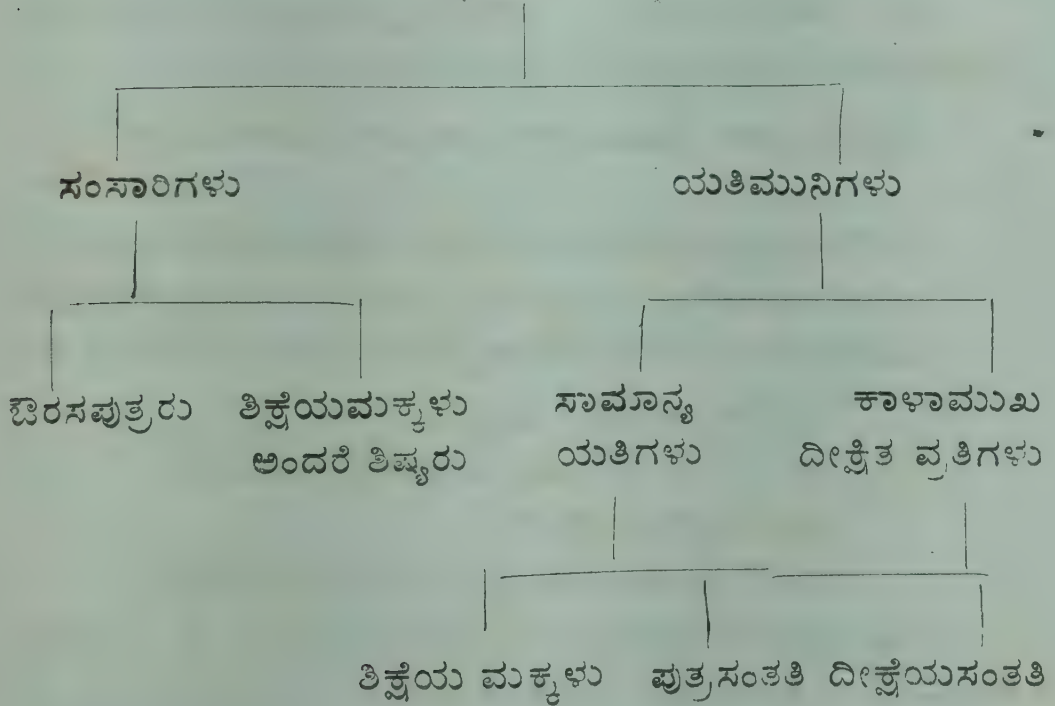 ಸಂಸಾರಿಗಳು ಯತಿಮುನಿಗಳು
ಔರಸಪುತ್ರರು ಶಿಕ್ಷೆಯಮಕ್ಕಳು ಸಾಮಾನ್ಯ ಕಾಳಾಮುಖ
ಅಂದರೆ ಶಿಷ್ಯರು ಯತಿಗಳು ದೀಕ್ಷಿತ ವ್ರತಿಗಳು
ಶಿಕ್ಷೆಯ ಮಕ್ಕಳು ಪುತ್ರಸಂತತಿ ದೀಕ್ಷೆಯಸಂತತಿ